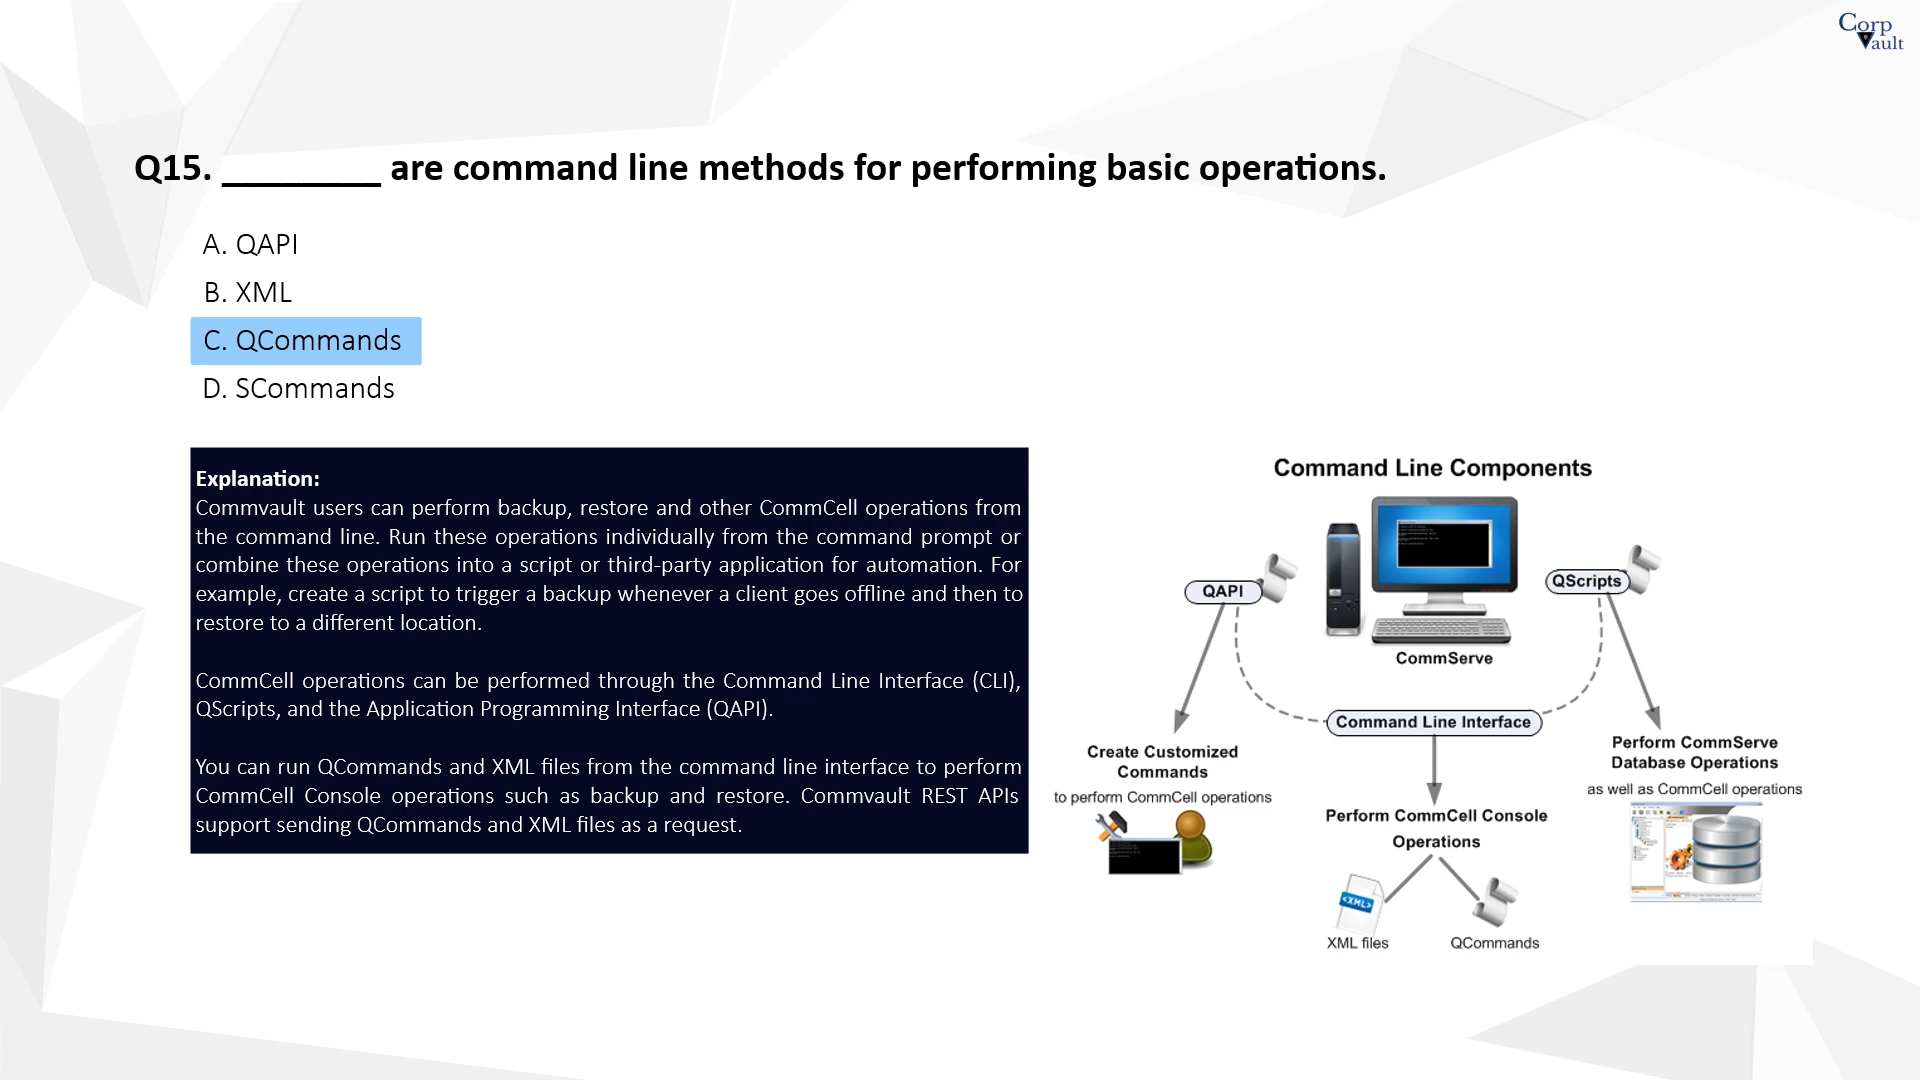 Corp
Vault
Q15. ________ are command line methods for performing basic operations.
A. QAPI
B. XML
C. QCommands
D. SCommands
Explanation:
Commvault users can perform backup, restore and other CommCell operations from
the command line. Run these operations individually from the command prompt or
combine these operations into a script or third-party application for automation. For
example, create a script to trigger a backup whenever a client goes offline and then to
restore to a different location.
CommCell operations can be performed through the Command Line Interface (CLI),
QScripts, and the Application Programming Interface (QAPI).
You can run QCommands and XML files from the command line interface to perform
CommCell Console operations such as backup and restore. Commvault REST APIs
support sending QCommands and XML files as a request.
Command Line Components
QAPI
QScripts
CommServe
Command Line Interface
Create Customized
Commands
to perform CommCell operations
Perform CommServe
Database Operations
as well as CommCell operations
Perform CommCell Console
Operations
<XML>
XML files
QCommands